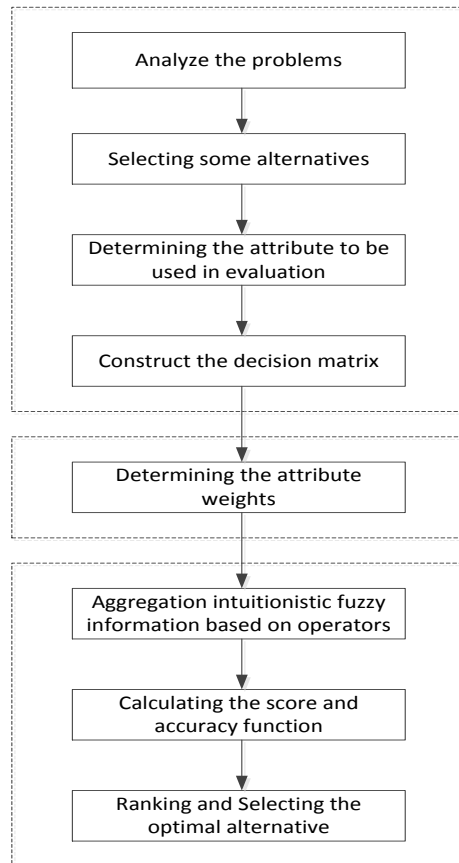 Analyze the problems
Selecting some alternatives
Determining the attribute to be
used in evaluation
Construct the decision matrix
Determining the attribute
weights
Aggregation intuitionistic fuzzy
information based on operators
Calculating the score and
accuracy function
Ranking and Selecting the
optimal alternative